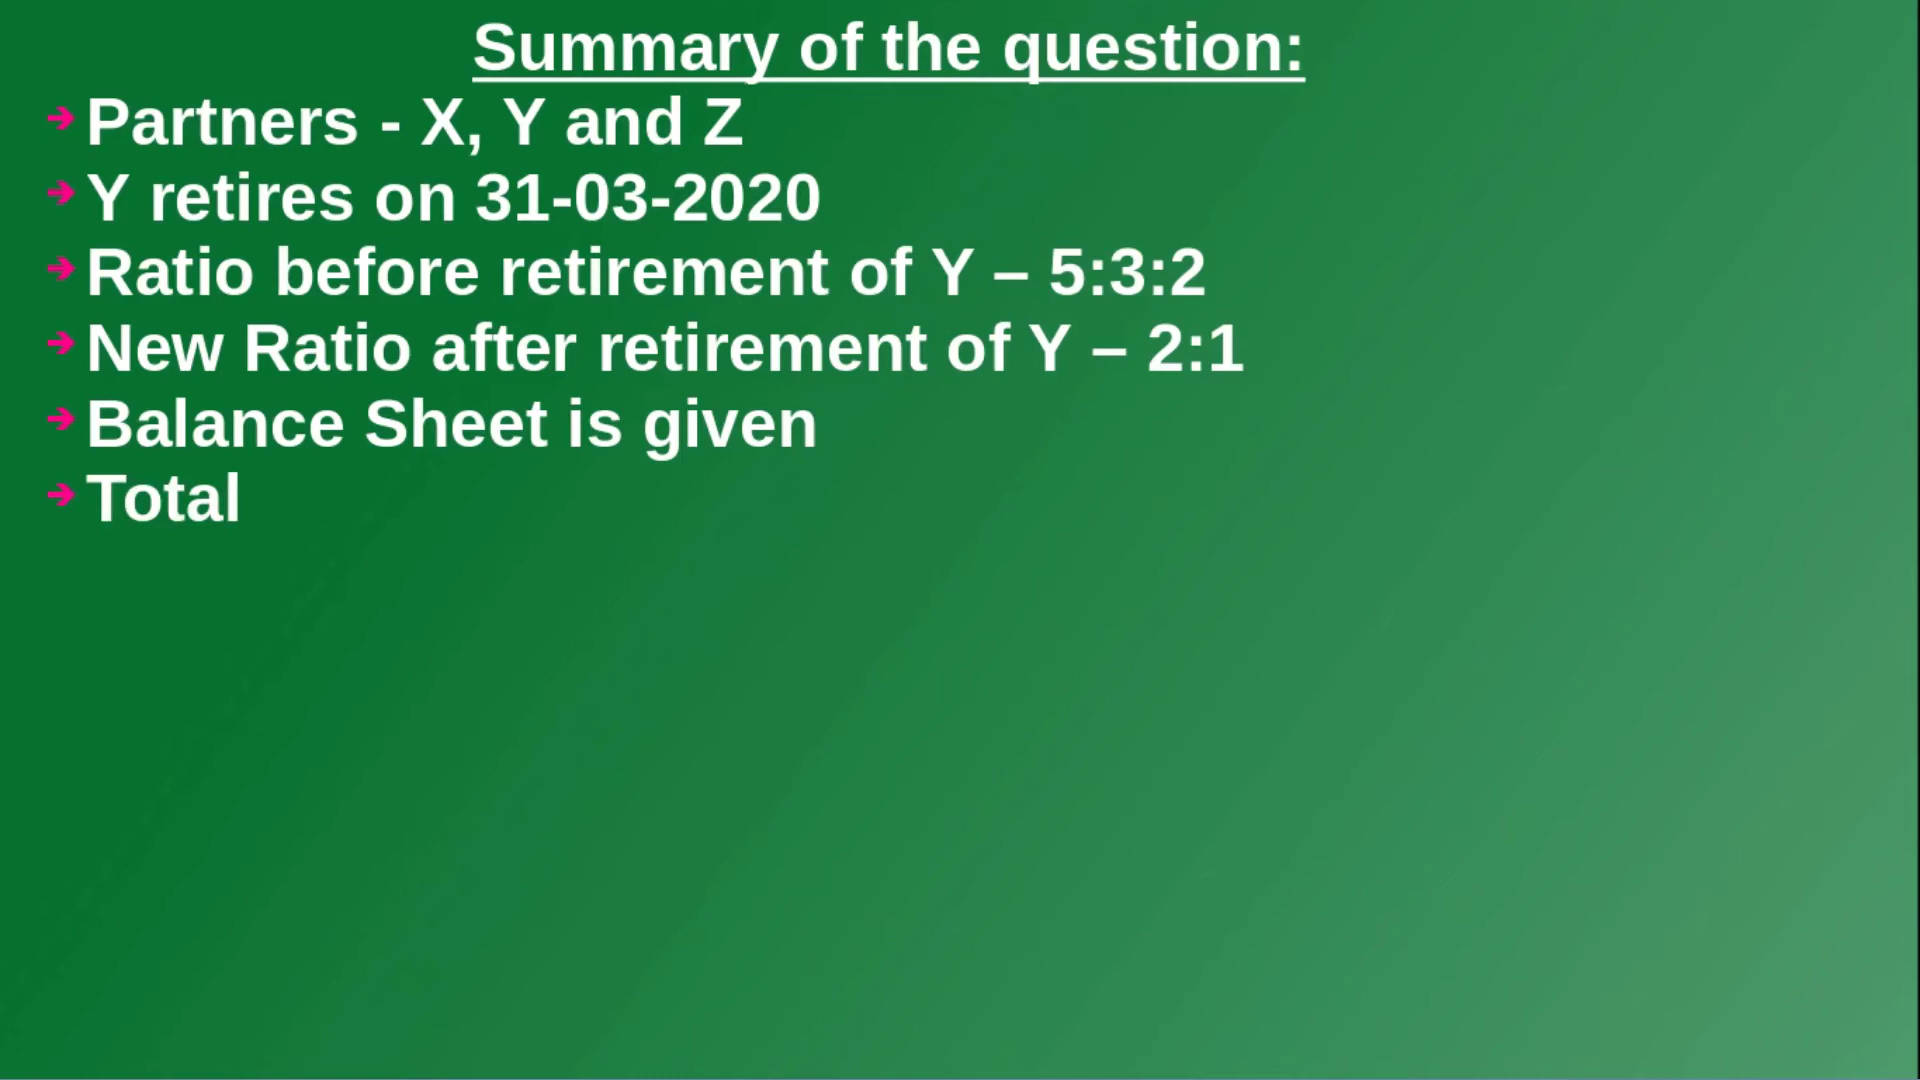 Summary of the question:
➔ Partners - X, Y and Z
➔ Y retires on 31-03-2020
➔ Ratio before retirement of Y – 5:3:2
➔ New Ratio after retirement of Y – 2:1
➔ Balance Sheet is given
➔ Total